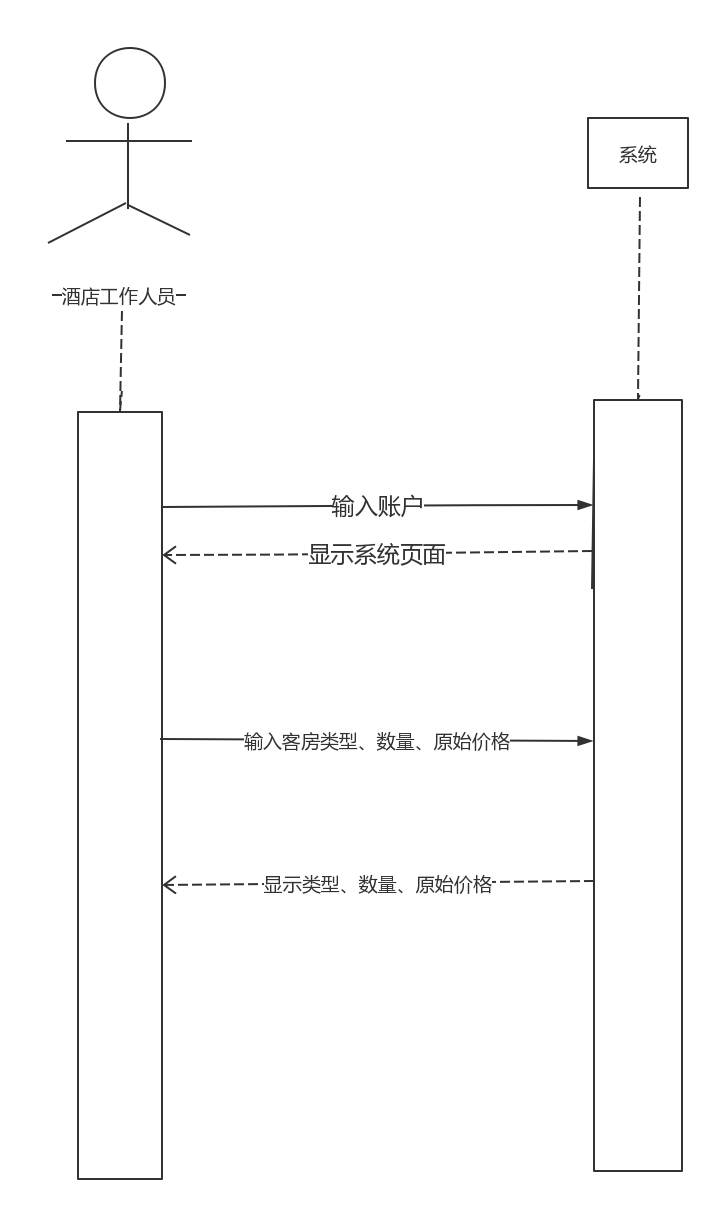 系统
酒店工作人员
输入账户
显示系统页面
输入客房类型、数量、原始价格
显示类型、数量、原始价格